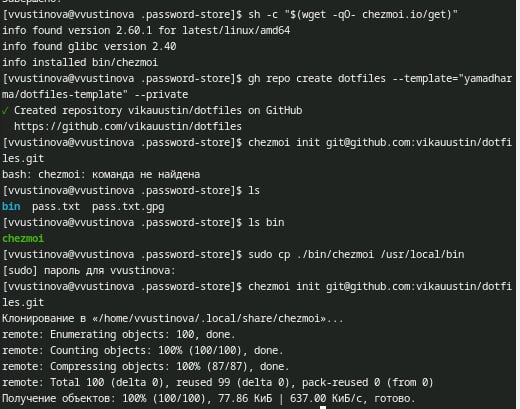 завершено.
[vvustinova@vvustinova .password-store]$ sh -c "$(wget -qO- chezmoi.io/get)"
info found version 2.60.1 for latest/linux/amd64
info found glibc version 2.40
info installed bin/chezmoi
[vvustinova@vvustinova .password-store]$ gh repo create dotfiles --template="yamadhar
ma/dotfiles-template" --private
✓ Created repository vikauustin/dotfiles on GitHub
https://github.com/vikauustin/dotfiles
[vvustinova@vvustinova .password-store]$ chezmoi init git@github.com:vikauustin/dotfi
les.git
bash: chezmoi: команда не найдена
[vvustinova@vvustinova .password-store]$ ls
bin pass.txt pass.txt.gpg
[vvustinova@vvustinova .password-store]$ ls bin
chezmoi
[vvustinova@vvustinova .password-store]$ sudo cp ./bin/chezmoi /usr/local/bin
[sudo] пароль для vvustinova:
[vvustinova@vvustinova .password-store]$ chezmoi init git@github.com:vikauustin/dotfi
les.git
Клонирование в «/home/vvustinova/.local/share/chezmoi»...
remote: Enumerating objects: 100, done.
remote: Counting objects: 100% (100/100), done.
remote: Compressing objects: 100% (87/87), done.
remote: Total 100 (delta 0), reused 99 (delta 0), pack-reused 0 (from 0)
Получение объектов: 100% (100/100), 77.86 КиБ | 637.00 КиБ/с, готово.